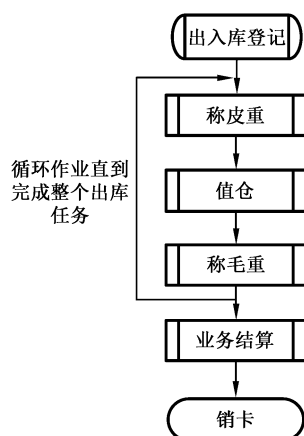 出入库登记
称皮重
循环作业直到
完成整个出库
任务
值仓
称毛重
业务结算
销卡